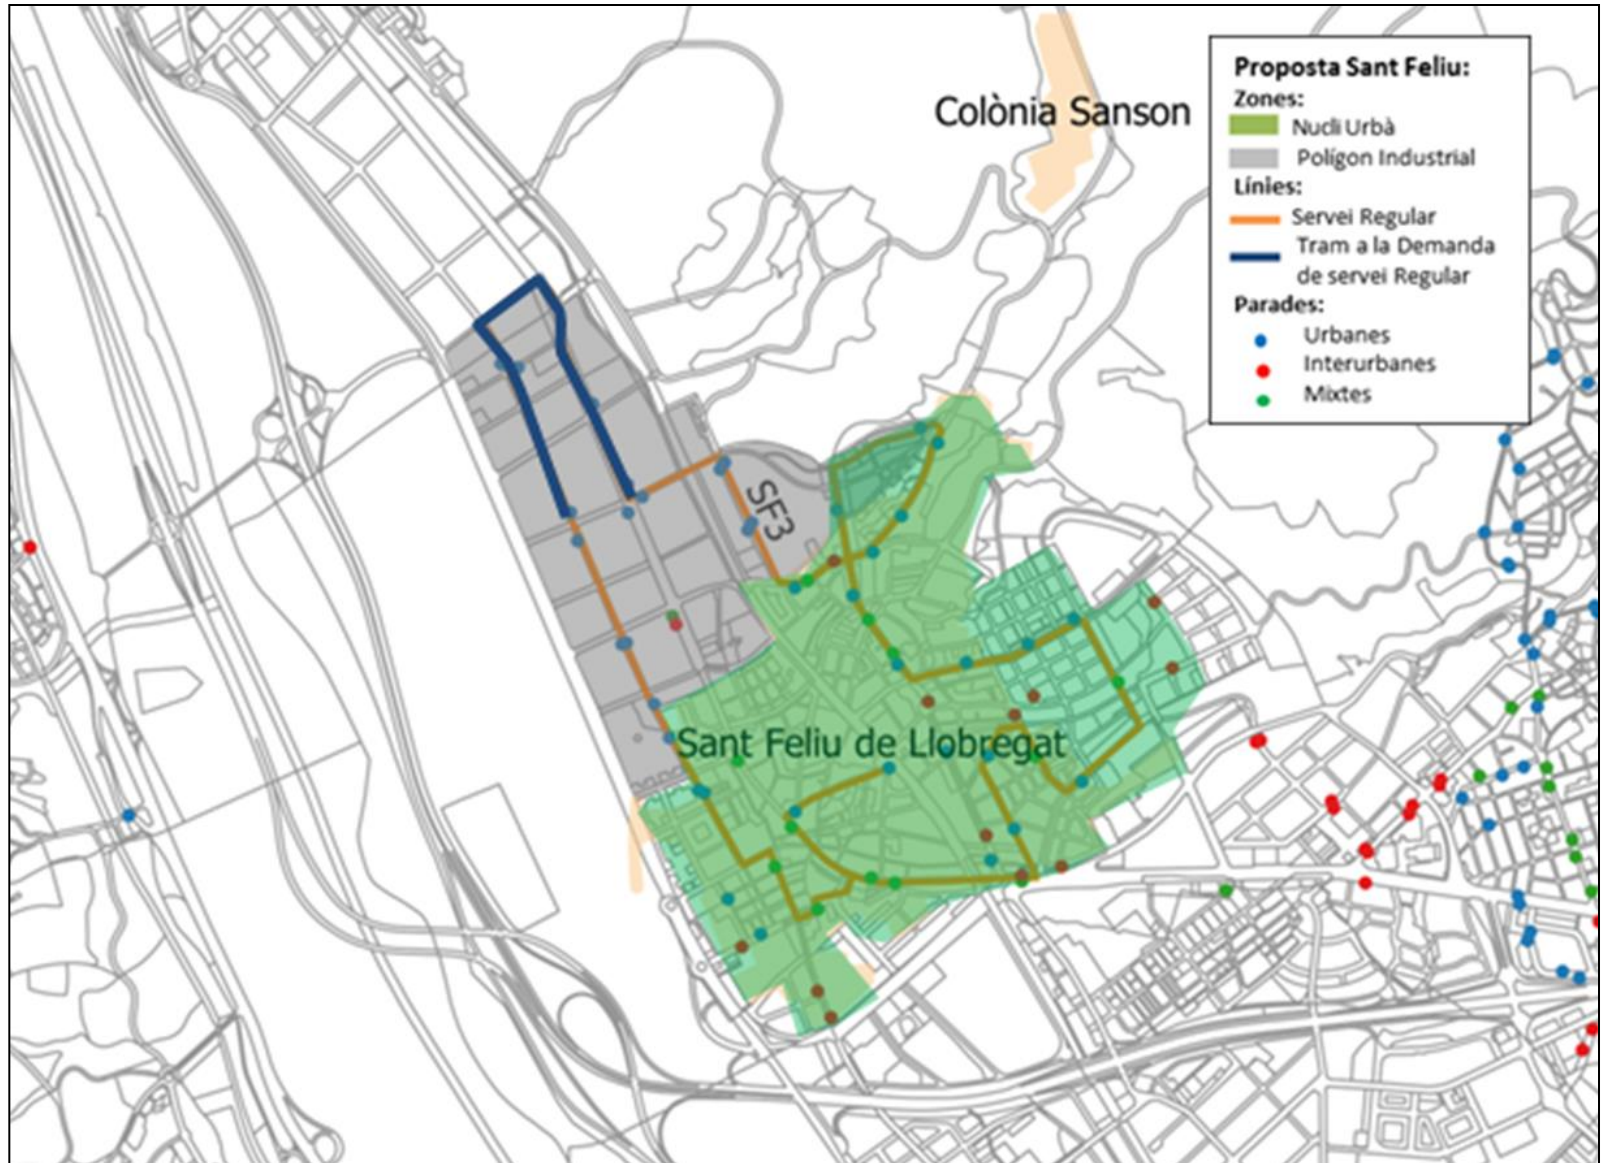 Colònia Sanson
Proposta Sant Feliu:
Zones:
Nucli Urbà
Polígon Industrial
Línies:
Servei Regular
Tram a la Demanda
de servei Regular
Parades:
Urbanes
Interurbanes
Mixtes
SF3
Sant Feliu de Llobregat